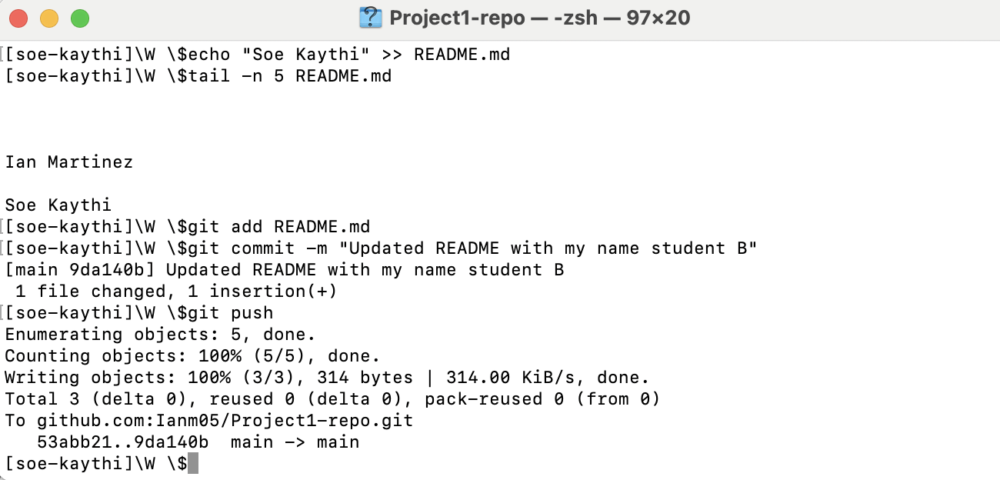 Project1-repo — -zsh — 97×20
[[soe-kaythi]\W \$echo "Soe Kaythi" >> README.md
[soe-kaythi]\W \$tail -n 5 README.md
Ian Martinez
Soe Kaythi
[[soe-kaythi]\W \$git add README.md
[[soe-kaythi]\W \$git commit -m "Updated README with my name student B"
[main 9da140b] Updated README with my name student B
 1 file changed, 1 insertion(+)
[[soe-kaythi]\W \$git push
Enumerating objects: 5, done.
Counting objects: 100% (5/5), done.
Writing objects: 100% (3/3), 314 bytes | 314.00 KiB/s, done.
Total 3 (delta 0), reused 0 (delta 0), pack-reused 0 (from 0)
To github.com:Ianm05/Project1-repo.git
   53abb21..9da140b  main -> main
[soe-kaythi]\W \$